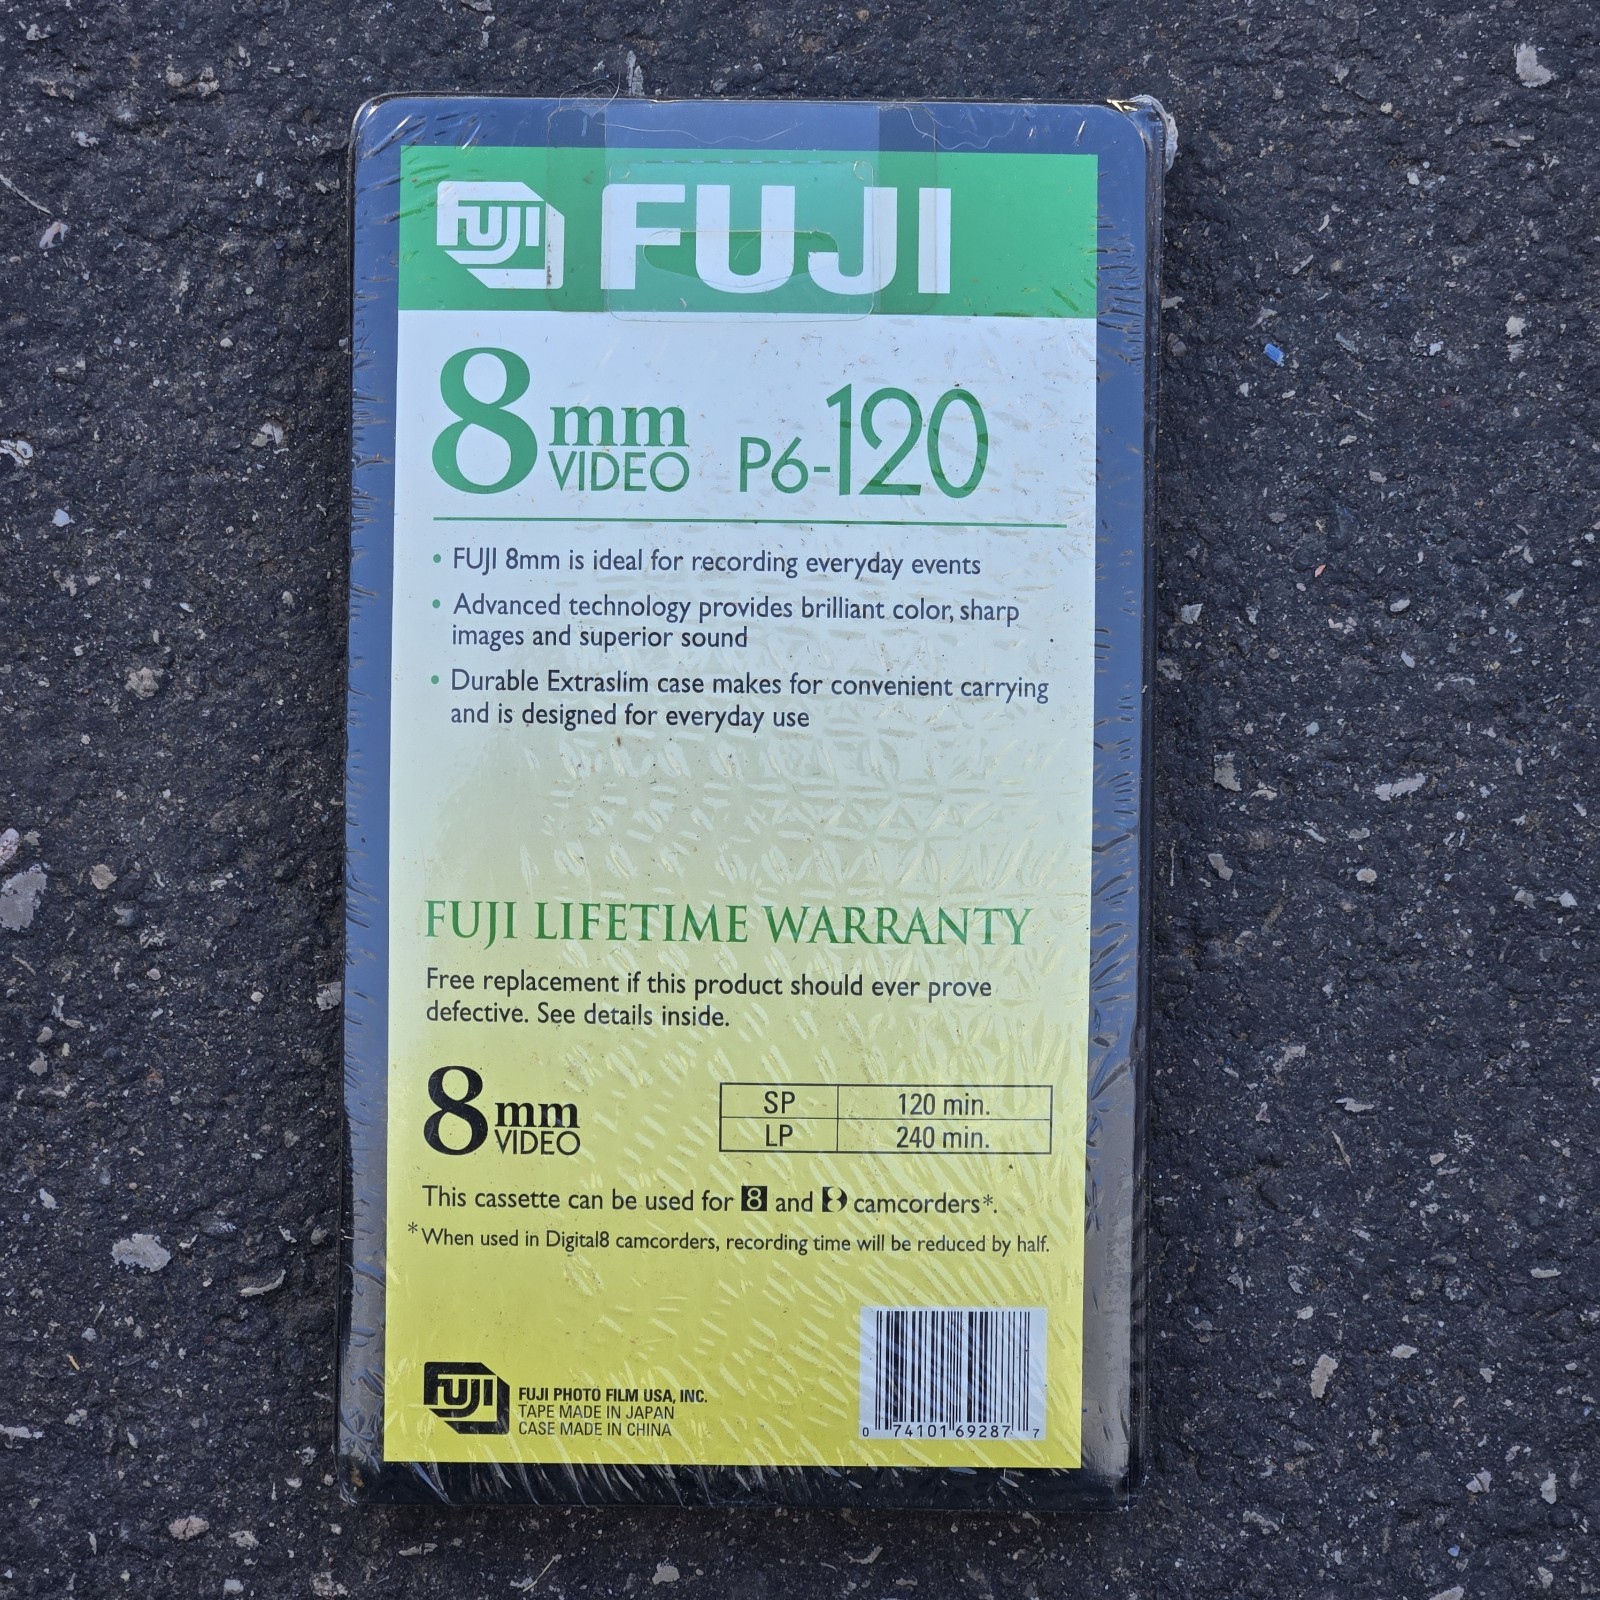 FUJI FUJI
8mm VIDEO P6-120
• FUJI 8mm is ideal for recording everyday events
• Advanced technology provides brilliant color, sharp
images and superior sound
• Durable Extraslim case makes for convenient carrying
and is designed for everyday use
FUJI LIFETIME WARRANTY
Free replacement if this product should ever prove
defective. See details inside.
8mm VIDEO
SP 120 min.
LP 240 min.
This cassette can be used for 8 and 8 camcorders*.
*When used in Digital8 camcorders, recording time will be reduced by half.
FUJI
FUJI PHOTO FILM USA, INC.
TAPE MADE IN JAPAN
CASE MADE IN CHINA
0 74101 69287 7